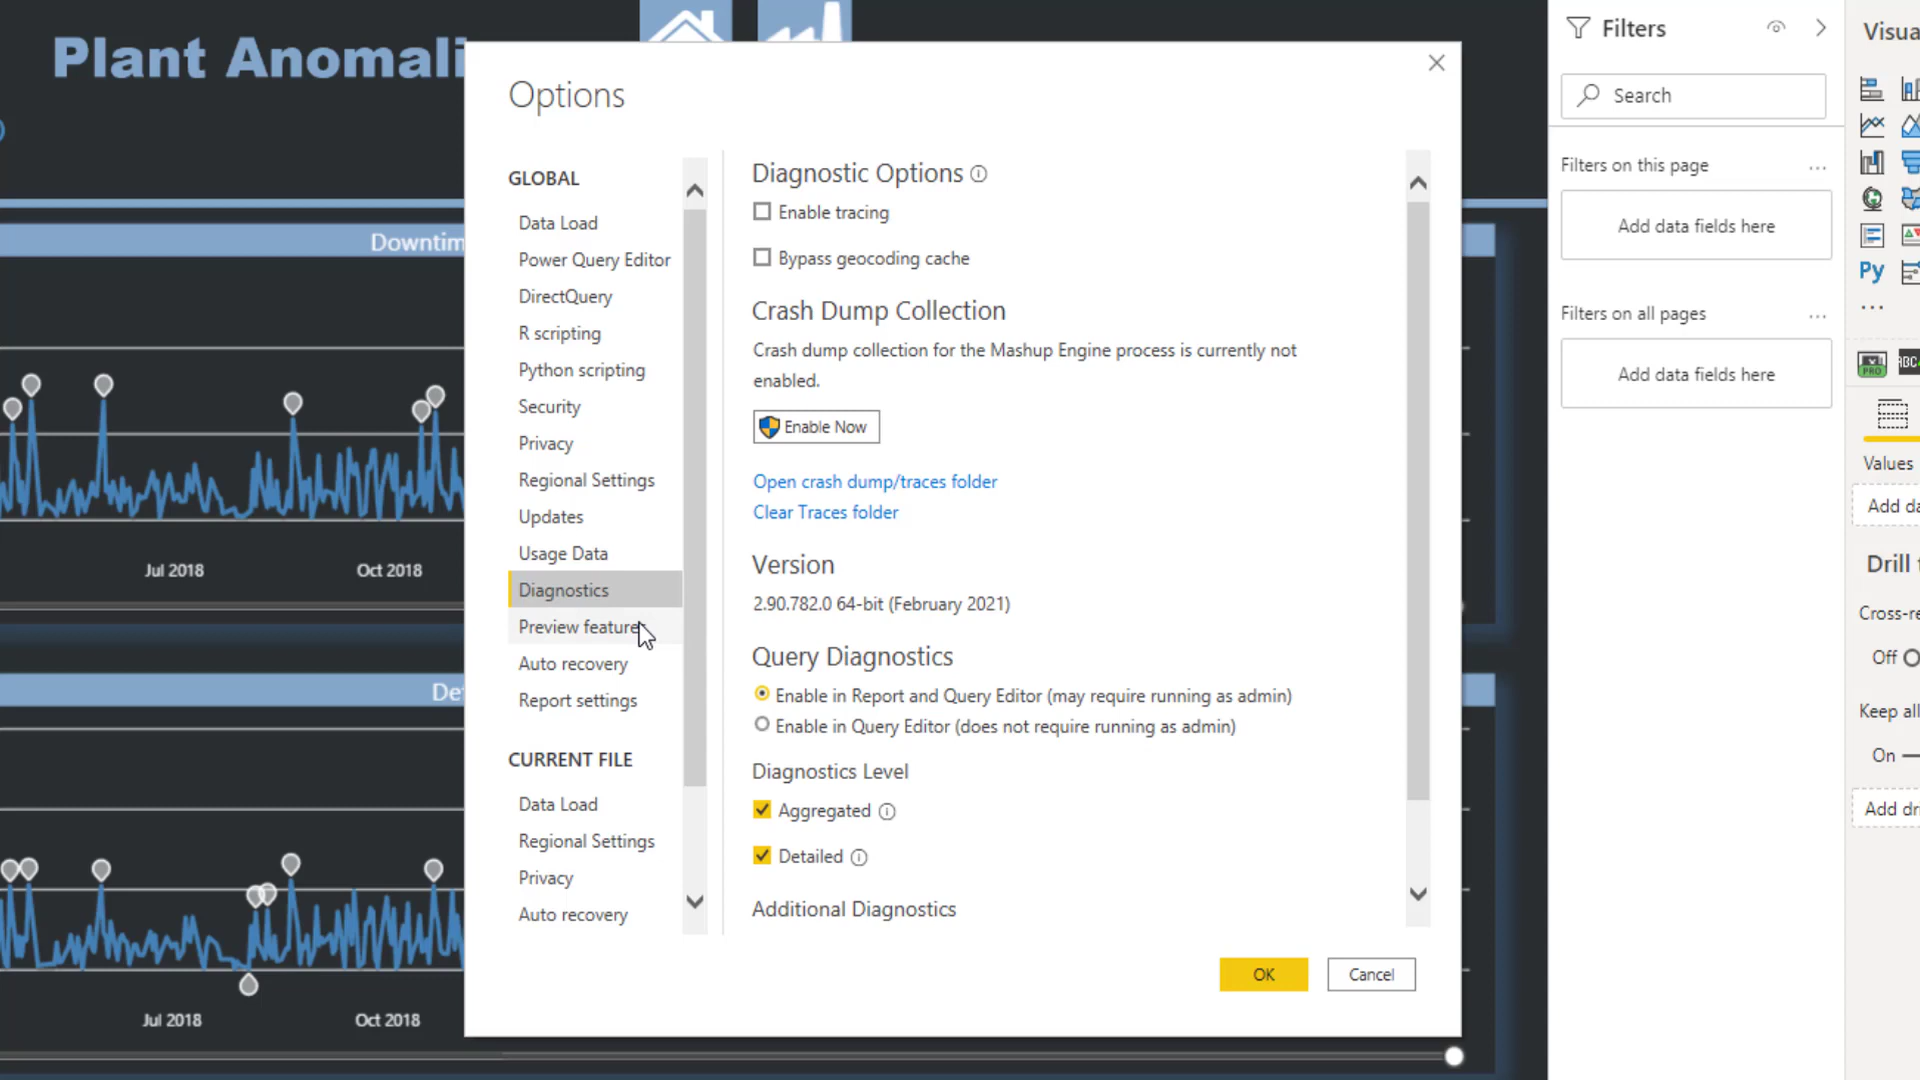 Plant Anomali
Downtim
Jul 2018
Oct 2018
De
Jul 2018
Oct 2018
Options
GLOBAL
Data Load
Power Query Editor
DirectQuery
R scripting
Python scripting
Security
Privacy
Regional Settings
Updates
Usage Data
Diagnostics
Preview feature
Auto recovery
Report settings
CURRENT FILE
Data Load
Regional Settings
Privacy
Auto recovery
Diagnostic Options
Enable tracing
Bypass geocoding cache
Crash Dump Collection
Crash dump collection for the Mashup Engine process is currently not
enabled.
Enable Now
Open crash dump/traces folder
Clear Traces folder
Version
2.90.782.0 64-bit (February 2021)
Query Diagnostics
Enable in Report and Query Editor (may require running as admin)
Enable in Query Editor (does not require running as admin)
Diagnostics Level
Aggregated
Detailed
Additional Diagnostics
OK
Cancel
Filters
Search
Filters on this page
...
Add data fields here
Filters on all pages
...
Add data fields here
Visua
Py
...
PRO
ABC
Values
Add da
Drill t
Cross-re
Off
Keep all
On
Add dri